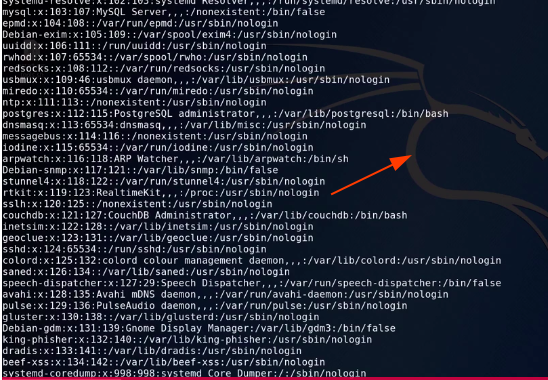 systemd-resolve:x:102:103:systemd Resolver,,,:/run/systemd/resolve:/usr/sbin/nologin
mysql:x:103:107:MySQL Server,,,:/nonexistent:/bin/false
epmd:x:104:108::/var/run/epmd:/usr/sbin/nologin
Debian-exim:x:105:109::/var/spool/exim4:/usr/sbin/nologin
uuidd:x:106:111::/run/uuidd:/usr/sbin/nologin
rwhod:x:107:65534::/var/spool/rwho:/usr/sbin/nologin
redsocks:x:108:112::/var/run/redsocks:/usr/sbin/nologin
usbmux:x:109:46:usbmux daemon,,,:/var/lib/usbmux:/usr/sbin/nologin
miredo:x:110:65534::/var/run/miredo:/usr/sbin/nologin
ntp:x:111:113::/nonexistent:/usr/sbin/nologin
postgres:x:112:115:PostgreSQL administrator,,,:/var/lib/postgresql:/bin/bash
dnsmasq:x:113:65534:dnsmasq,,,:/var/lib/misc:/usr/sbin/nologin
messagebus:x:114:116::/nonexistent:/usr/sbin/nologin
iodine:x:115:65534::/var/run/iodine:/usr/sbin/nologin
arpwatch:x:116:118:ARP Watcher,,,:/var/lib/arpwatch:/bin/sh
Debian-snmp:x:117:121::/var/lib/snmp:/bin/false
stunnel4:x:118:122::/var/run/stunnel4:/usr/sbin/nologin
rtkit:x:119:123:RealtimeKit,,,:/proc:/usr/sbin/nologin
sslh:x:120:125::/nonexistent:/usr/sbin/nologin
couchdb:x:121:127:CouchDB Administrator,,,:/var/lib/couchdb:/bin/bash
inetsim:x:122:128::/var/lib/inetsim:/usr/sbin/nologin
geoclue:x:123:131::/var/lib/geoclue:/usr/sbin/nologin
sshd:x:124:65534::/run/sshd:/usr/sbin/nologin
colord:x:125:132:colord colour management daemon,,,:/var/lib/colord:/usr/sbin/nologin
saned:x:126:134::/var/lib/saned:/usr/sbin/nologin
speech-dispatcher:x:127:29:Speech Dispatcher,,,:/var/run/speech-dispatcher:/bin/false
avahi:x:128:135:Avahi mDNS daemon,,,:/var/run/avahi-daemon:/usr/sbin/nologin
pulse:x:129:136:PulseAudio daemon,,,:/var/run/pulse:/usr/sbin/nologin
gluster:x:130:138::/var/lib/glusterd:/usr/sbin/nologin
Debian-gdm:x:131:139:Gnome Display Manager:/var/lib/gdm3:/bin/false
king-phisher:x:132:140::/var/lib/king-phisher:/usr/sbin/nologin
dradis:x:133:141::/var/lib/dradis:/usr/sbin/nologin
beef-xss:x:134:142::/var/lib/beef-xss:/usr/sbin/nologin
systemd-coredump:x:998:998:systemd Core Dumper:/:/sbin/nologin